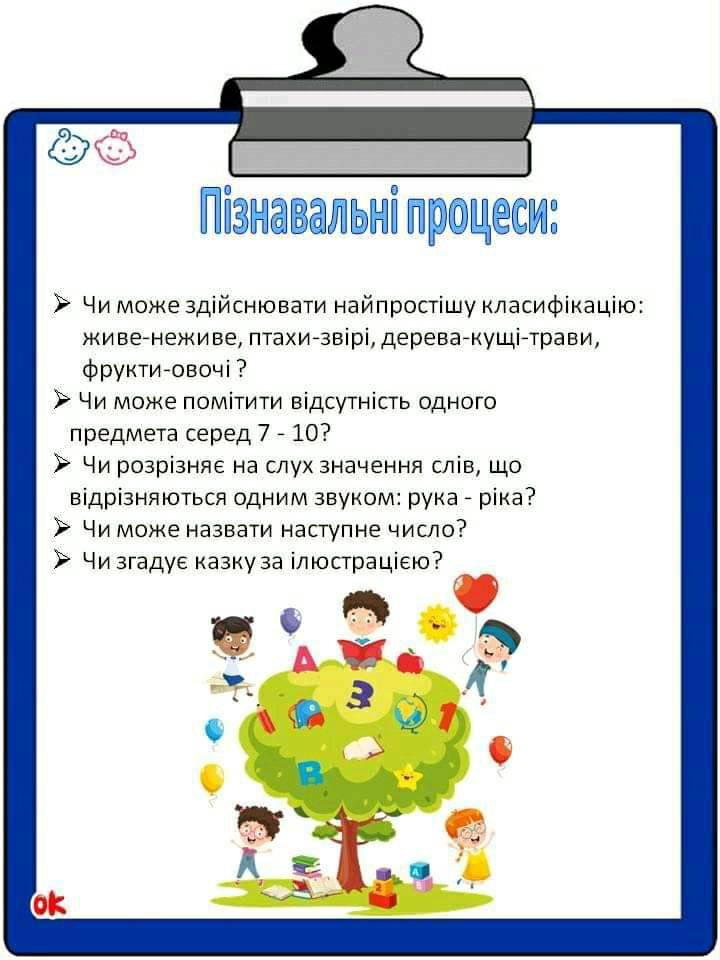 Пізнавальні процеси:
➢ Чи може здійснювати найпростішу класифікацію:
живе-неживе, птахи-звірі, дерева-кущі-трави,
фрукти-овочі ?
➢ Чи може помітити відсутність одного
предмета серед 7 - 10?
➢ Чи розрізняє на слух значення слів, що
відрізняються одним звуком: рука - ріка?
➢ Чи може назвати наступне число?
➢ Чи згадує казку за ілюстрацією?
А
З
1
В
ок